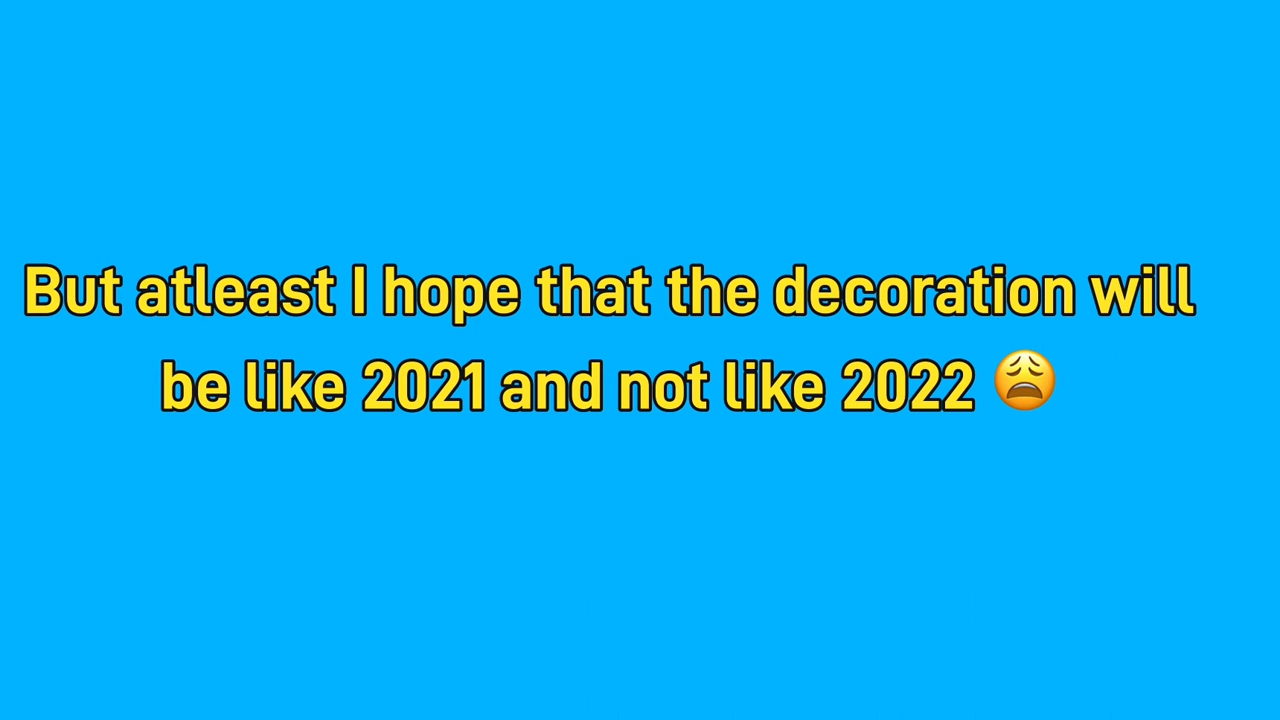 But atleast I hope that the decoration will
be like 2021 and not like 2022 😩